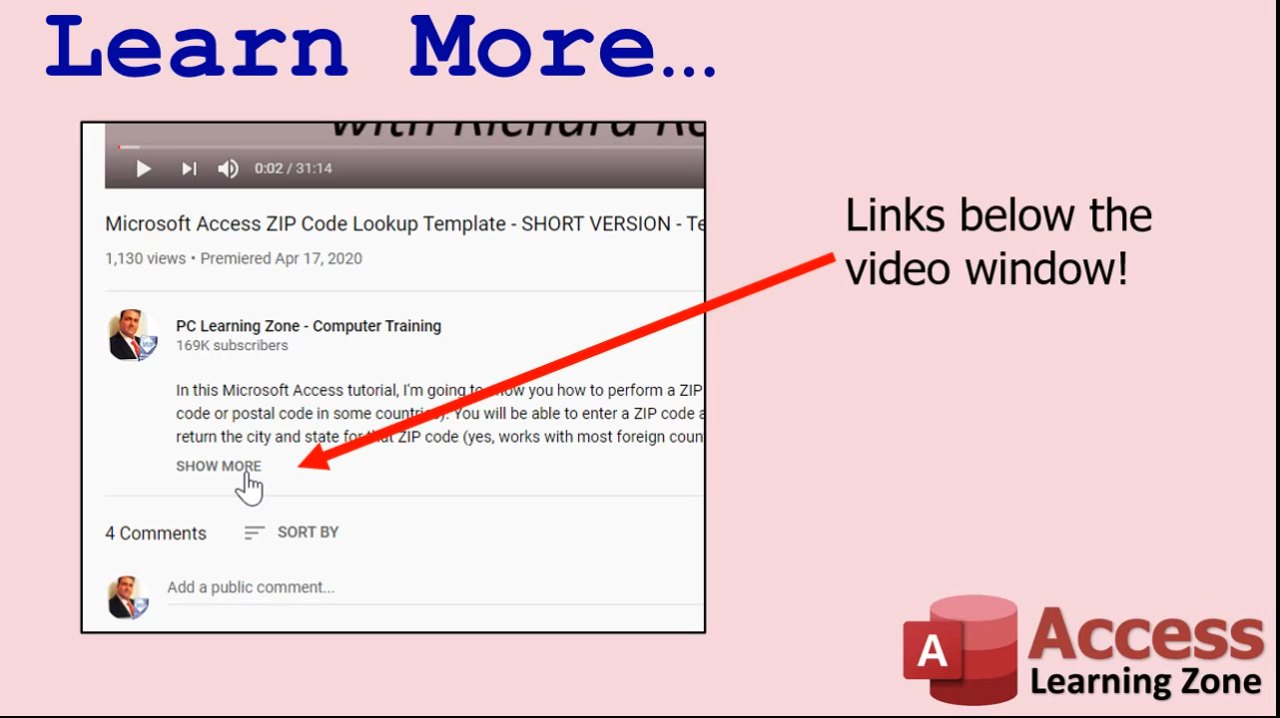 Learn More...
with Richard
0:02 / 31:14
Microsoft Access ZIP Code Lookup Template - SHORT VERSION - Te
1,130 views • Premiered Apr 17, 2020
PC Learning Zone - Computer Training
169K subscribers
In this Microsoft Access tutorial, I'm going to show you how to perform a ZIP
code or postal code in some countries). You will be able to enter a ZIP code a
return the city and state for that ZIP code (yes, works with most foreign coun
SHOW MORE
4 Comments SORT BY
Add a public comment...
Links below the
video window!
A
Access
Learning Zone